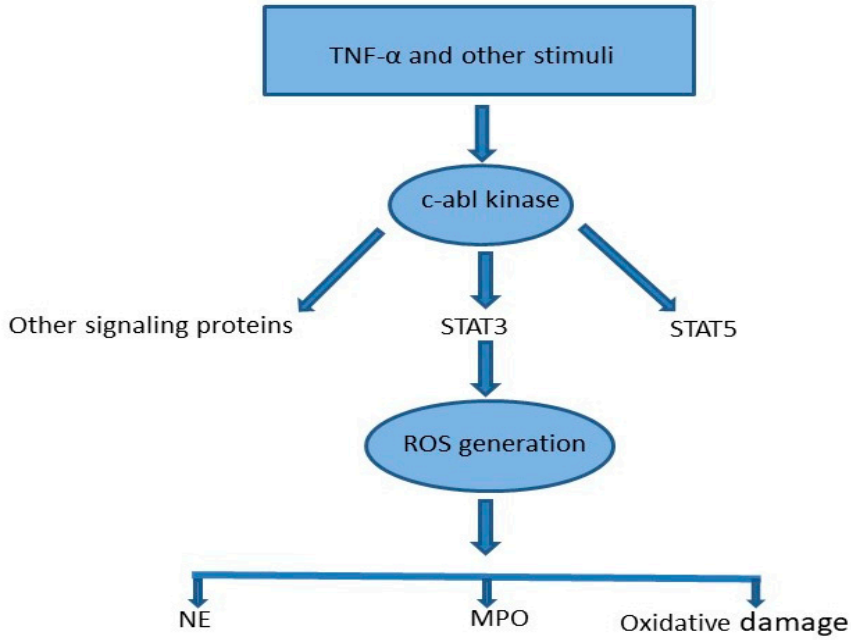 TNF-α and other stimuli
c-abl kinase
Other signaling proteins
STAT3
STAT5
ROS generation
NE
MPO
Oxidative damage